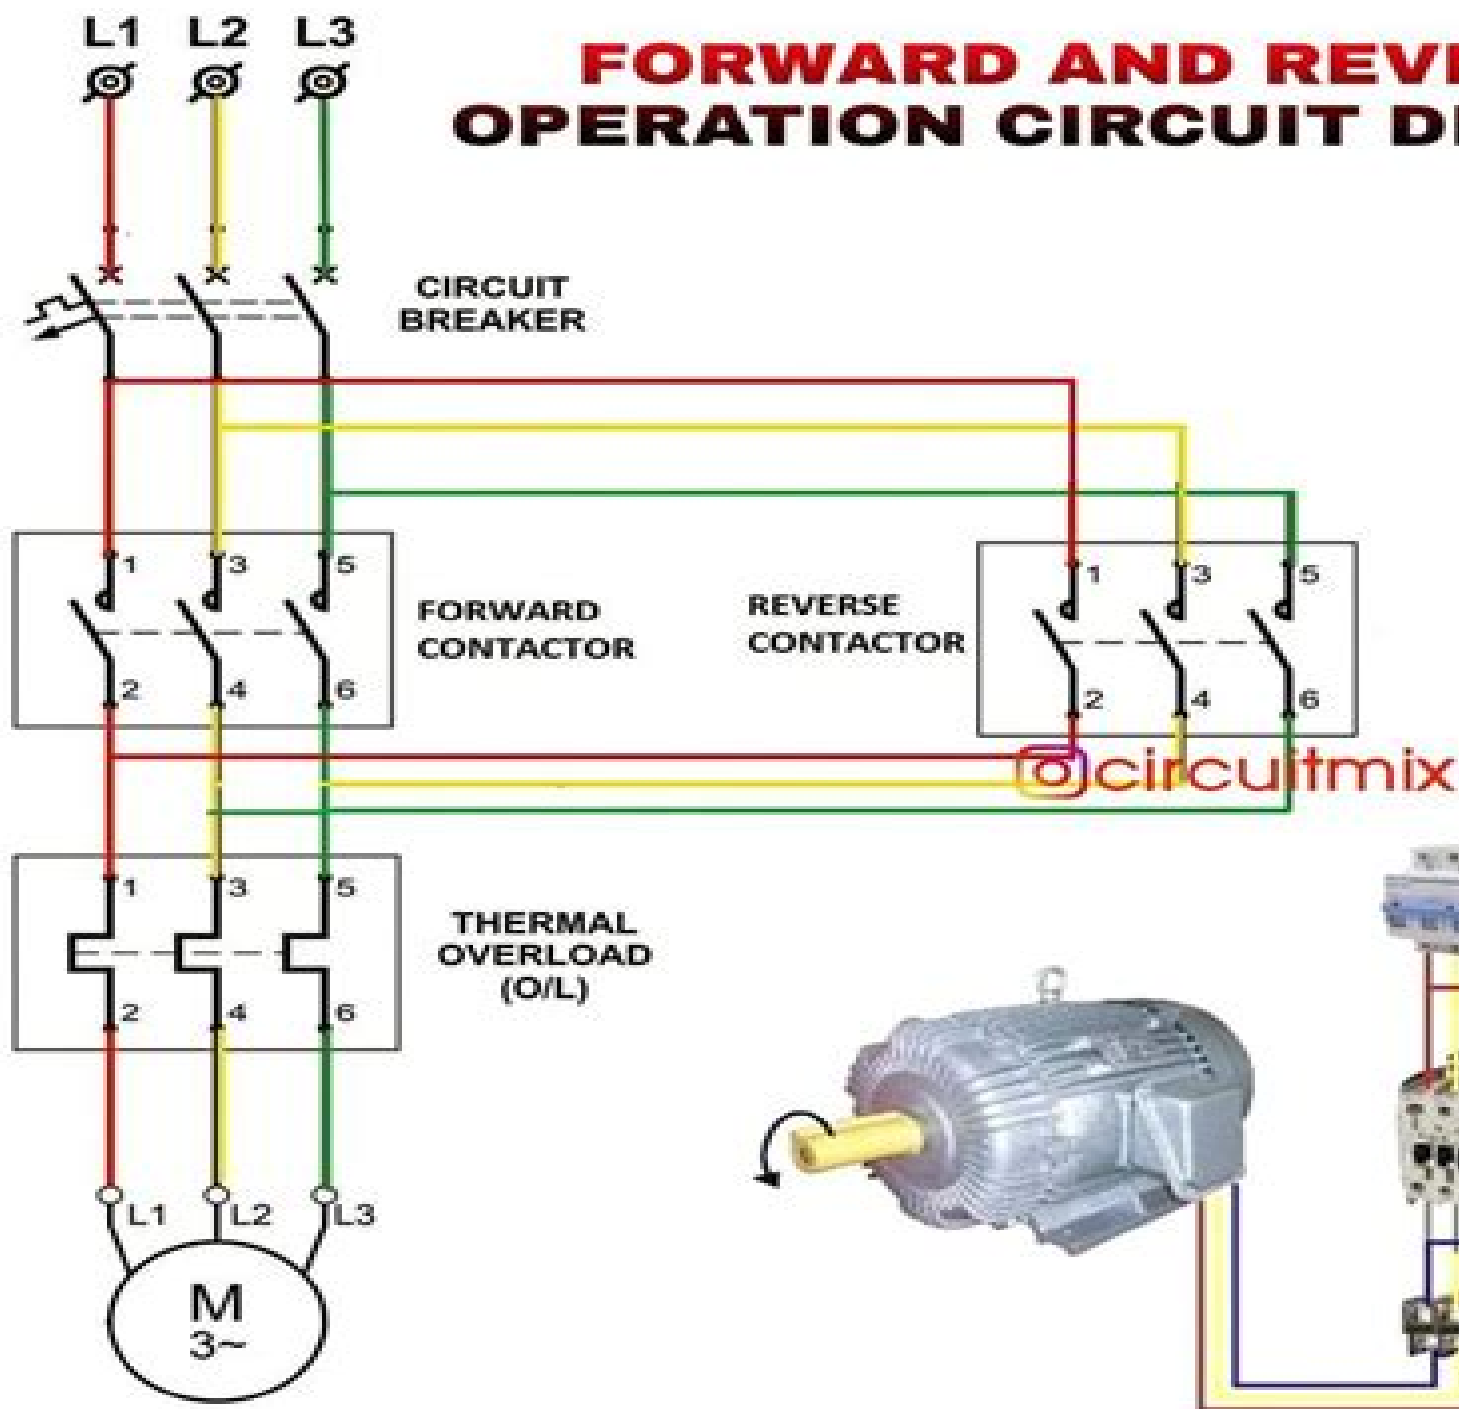 L1 L2 L3
FORWARD AND REV
OPERATION CIRCUIT D
CIRCUIT
BREAKER
1 3 5
FORWARD
CONTACTOR
2 4 6
REVERSE
CONTACTOR
1 3 5
2 4 6
circuitmix
1 3 5
THERMAL
OVERLOAD
(O/L)
2 4 6
L1 L2 L3
M
3~